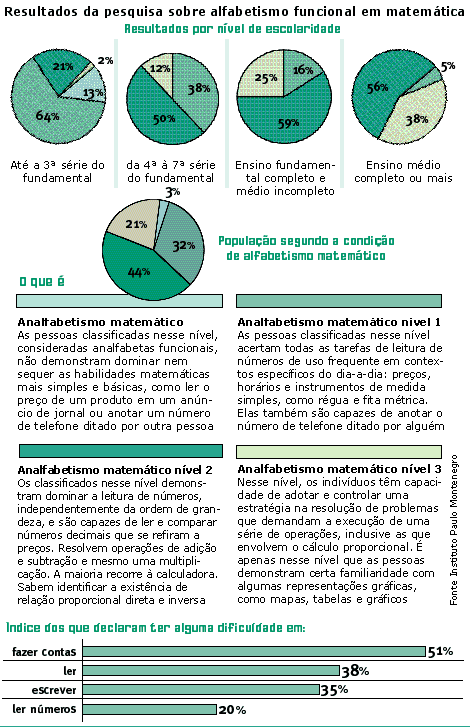 Resultados da pesquisa sobre alfabetismo funcional em matemática
Resultados por nível de escolaridade
21%
2%
13%
64%
12%
38%
50%
25%
16%
59%
56%
5%
38%
Até a 3ª série do
fundamental
da 4ª à 7ª série
do fundamental
Ensino fundamen-
tal completo e
médio incompleto
Ensino médio
completo ou mais
3%
21%
32%
44%
População segundo a condição
de alfabetismo matemático
O que é
Analfabetismo matemático
As pessoas classificadas nesse nível,
consideradas analfabetas funcionais,
não demonstram dominar nem
sequer as habilidades matemáticas
mais simples e básicas, como ler o
preço de um produto em um anún-
cio de jornal ou anotar um número
de telefone ditado por outra pessoa
Analfabetismo matemático nivel 1
As pessoas classificadas nesse nível
acertam todas as tarefas de leitura de
números de uso frequente em contex-
tos específicos do dia-a-dia: preços,
horários e instrumentos de medida
simples, como régua e fita métrica.
Elas também são capazes de anotar o
número de telefone ditado por alguém
Analfabetismo matemático nível 2
Os classificados nesse nível demons-
tram dominar a leitura de números,
independentemente da ordem de gran-
deza, e são capazes de ler e comparar
números decimais que se refiram a
preços. Resolvem operações de adição
e subtração e mesmo uma multipli-
cação. A maioria recorre à calculadora.
Sabem identificar a existência de
relação proporcional direta e inversa
Analfabetismo matemático nível 3
Nesse nível, os indivíduos têm capaci-
dade de adotar e controlar uma
estratégia na resolução de problemas
que demandam a execução de uma
série de operações, inclusive as que
envolvem o cálculo proporcional. É
apenas nesse nível que as pessoas
demonstram certa familiaridade com
algumas representações gráficas,
como mapas, tabelas e gráficos
Fonte Instituto Paulo Montenegro
Indice dos que declaram ter alguma dificuldade em:
fazer contas 51%
ler 38%
escrever 35%
ler números 20%